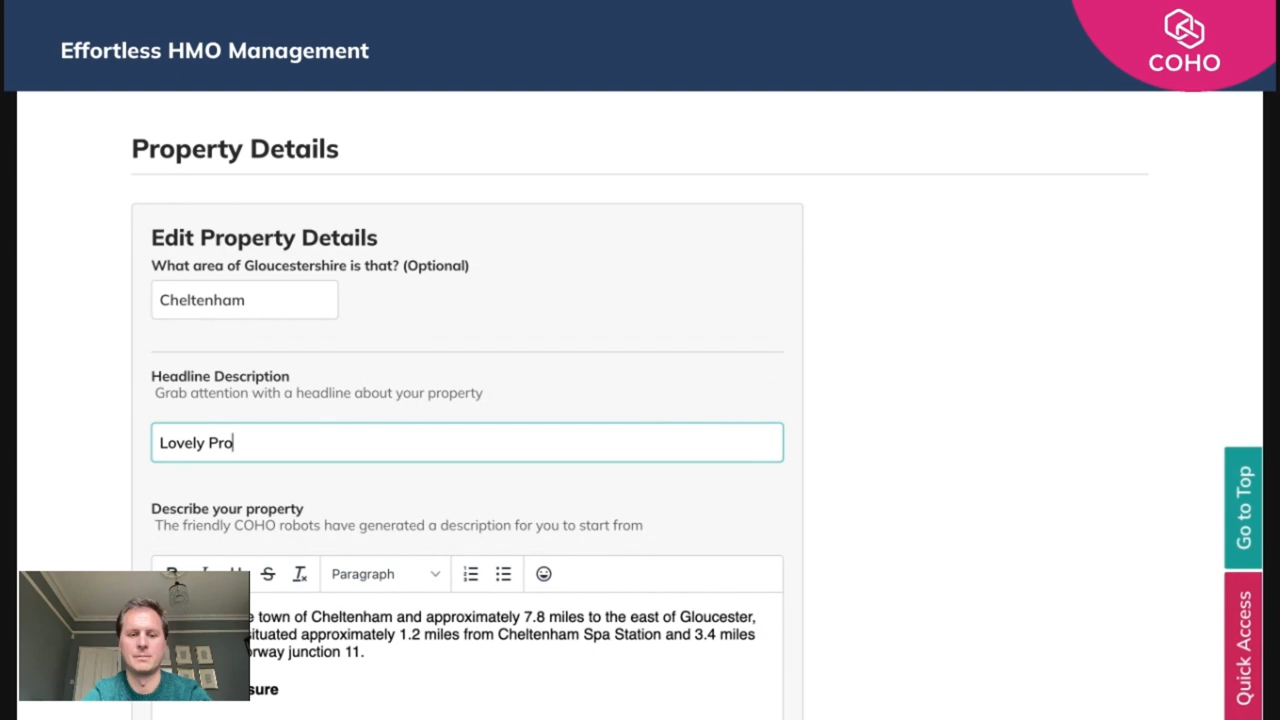 Effortless HMO Management
COHO
Property Details
Edit Property Details
What area of Gloucestershire is that? (Optional)
Cheltenham
Headline Description
Grab attention with a headline about your property
Lovely Pro
Describe your property
The friendly COHO robots have generated a description for you to start from
Paragraph
town of Cheltenham and approximately 7.8 miles to the east of Gloucester,
approximately 1.2 miles from Cheltenham Spa Station and 3.4 miles
junction 11.
Go to Top
Quick Access